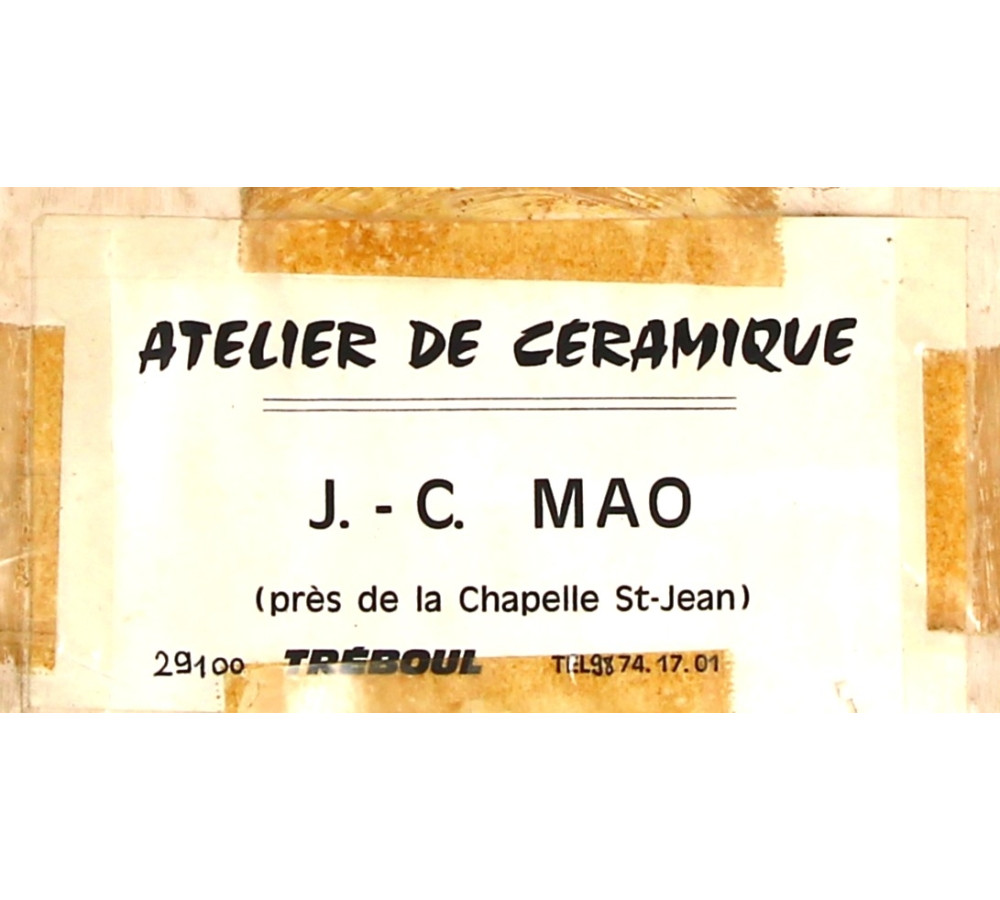 ATELIER DE CERAMIQUE
J. - C. MAO
(près de la Chapelle St-Jean)
29100 TRÉBOUL TEL 98 74.17.01